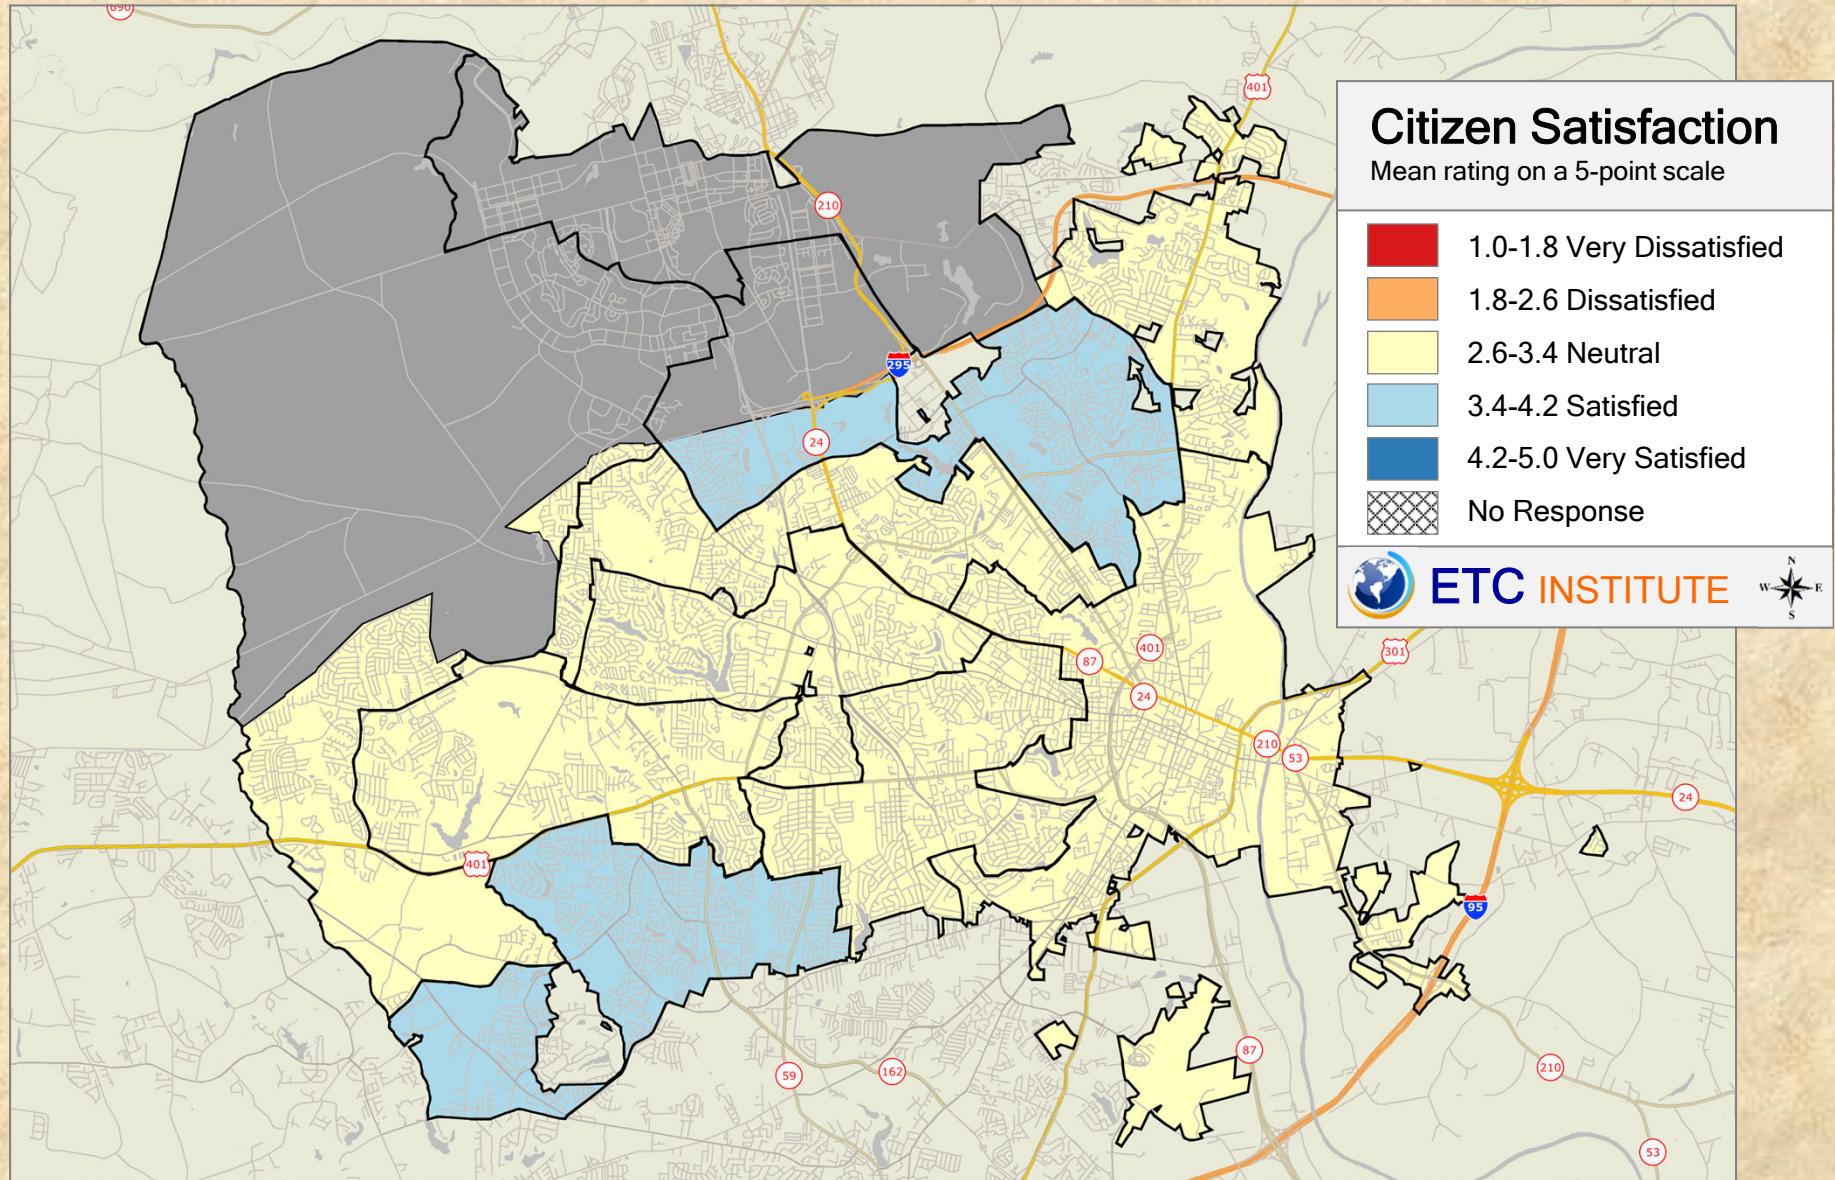 690
401
Citizen Satisfaction
Mean rating on a 5-point scale
210
1.0-1.8 Very Dissatisfied
1.8-2.6 Dissatisfied
2.6-3.4 Neutral
295
3.4-4.2 Satisfied
24
4.2-5.0 Very Satisfied
No Response
N
ETC INSTITUTE
W E
S
401
301
87
24
210
53
24
401
95
87
59
162
210
53